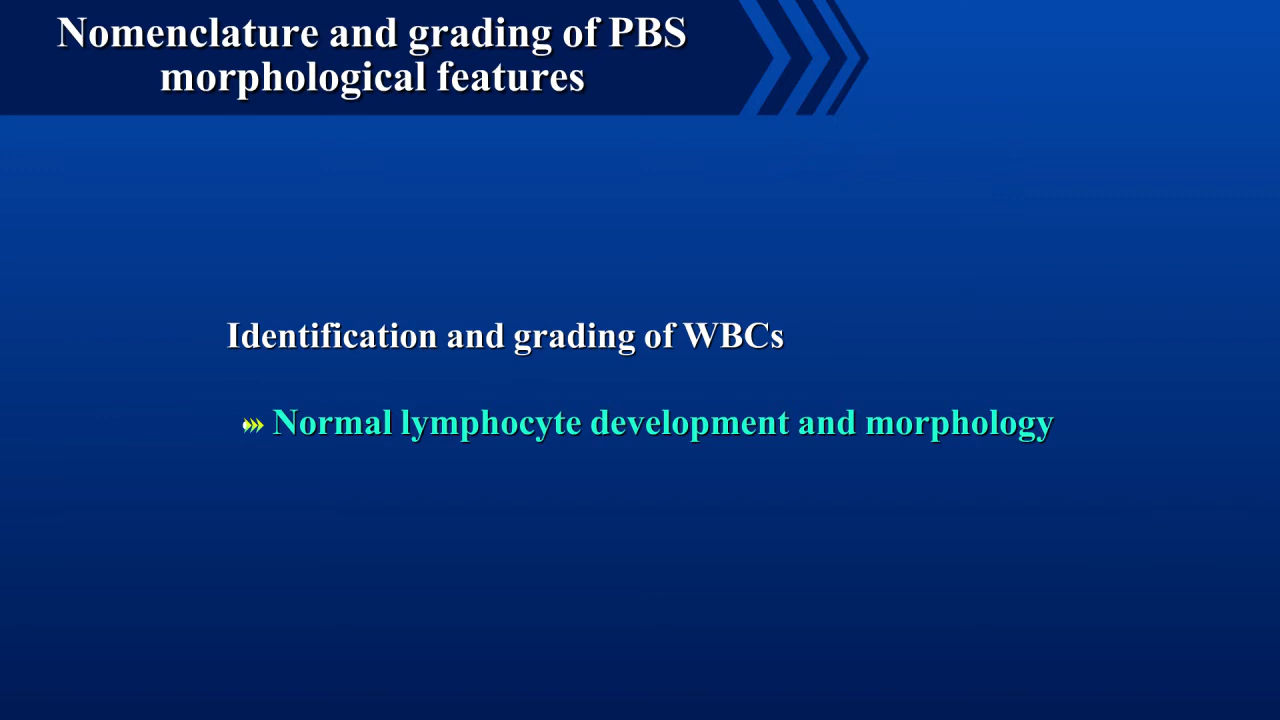 Nomenclature and grading of PBS
morphological features
Identification and grading of WBCs
Normal lymphocyte development and morphology